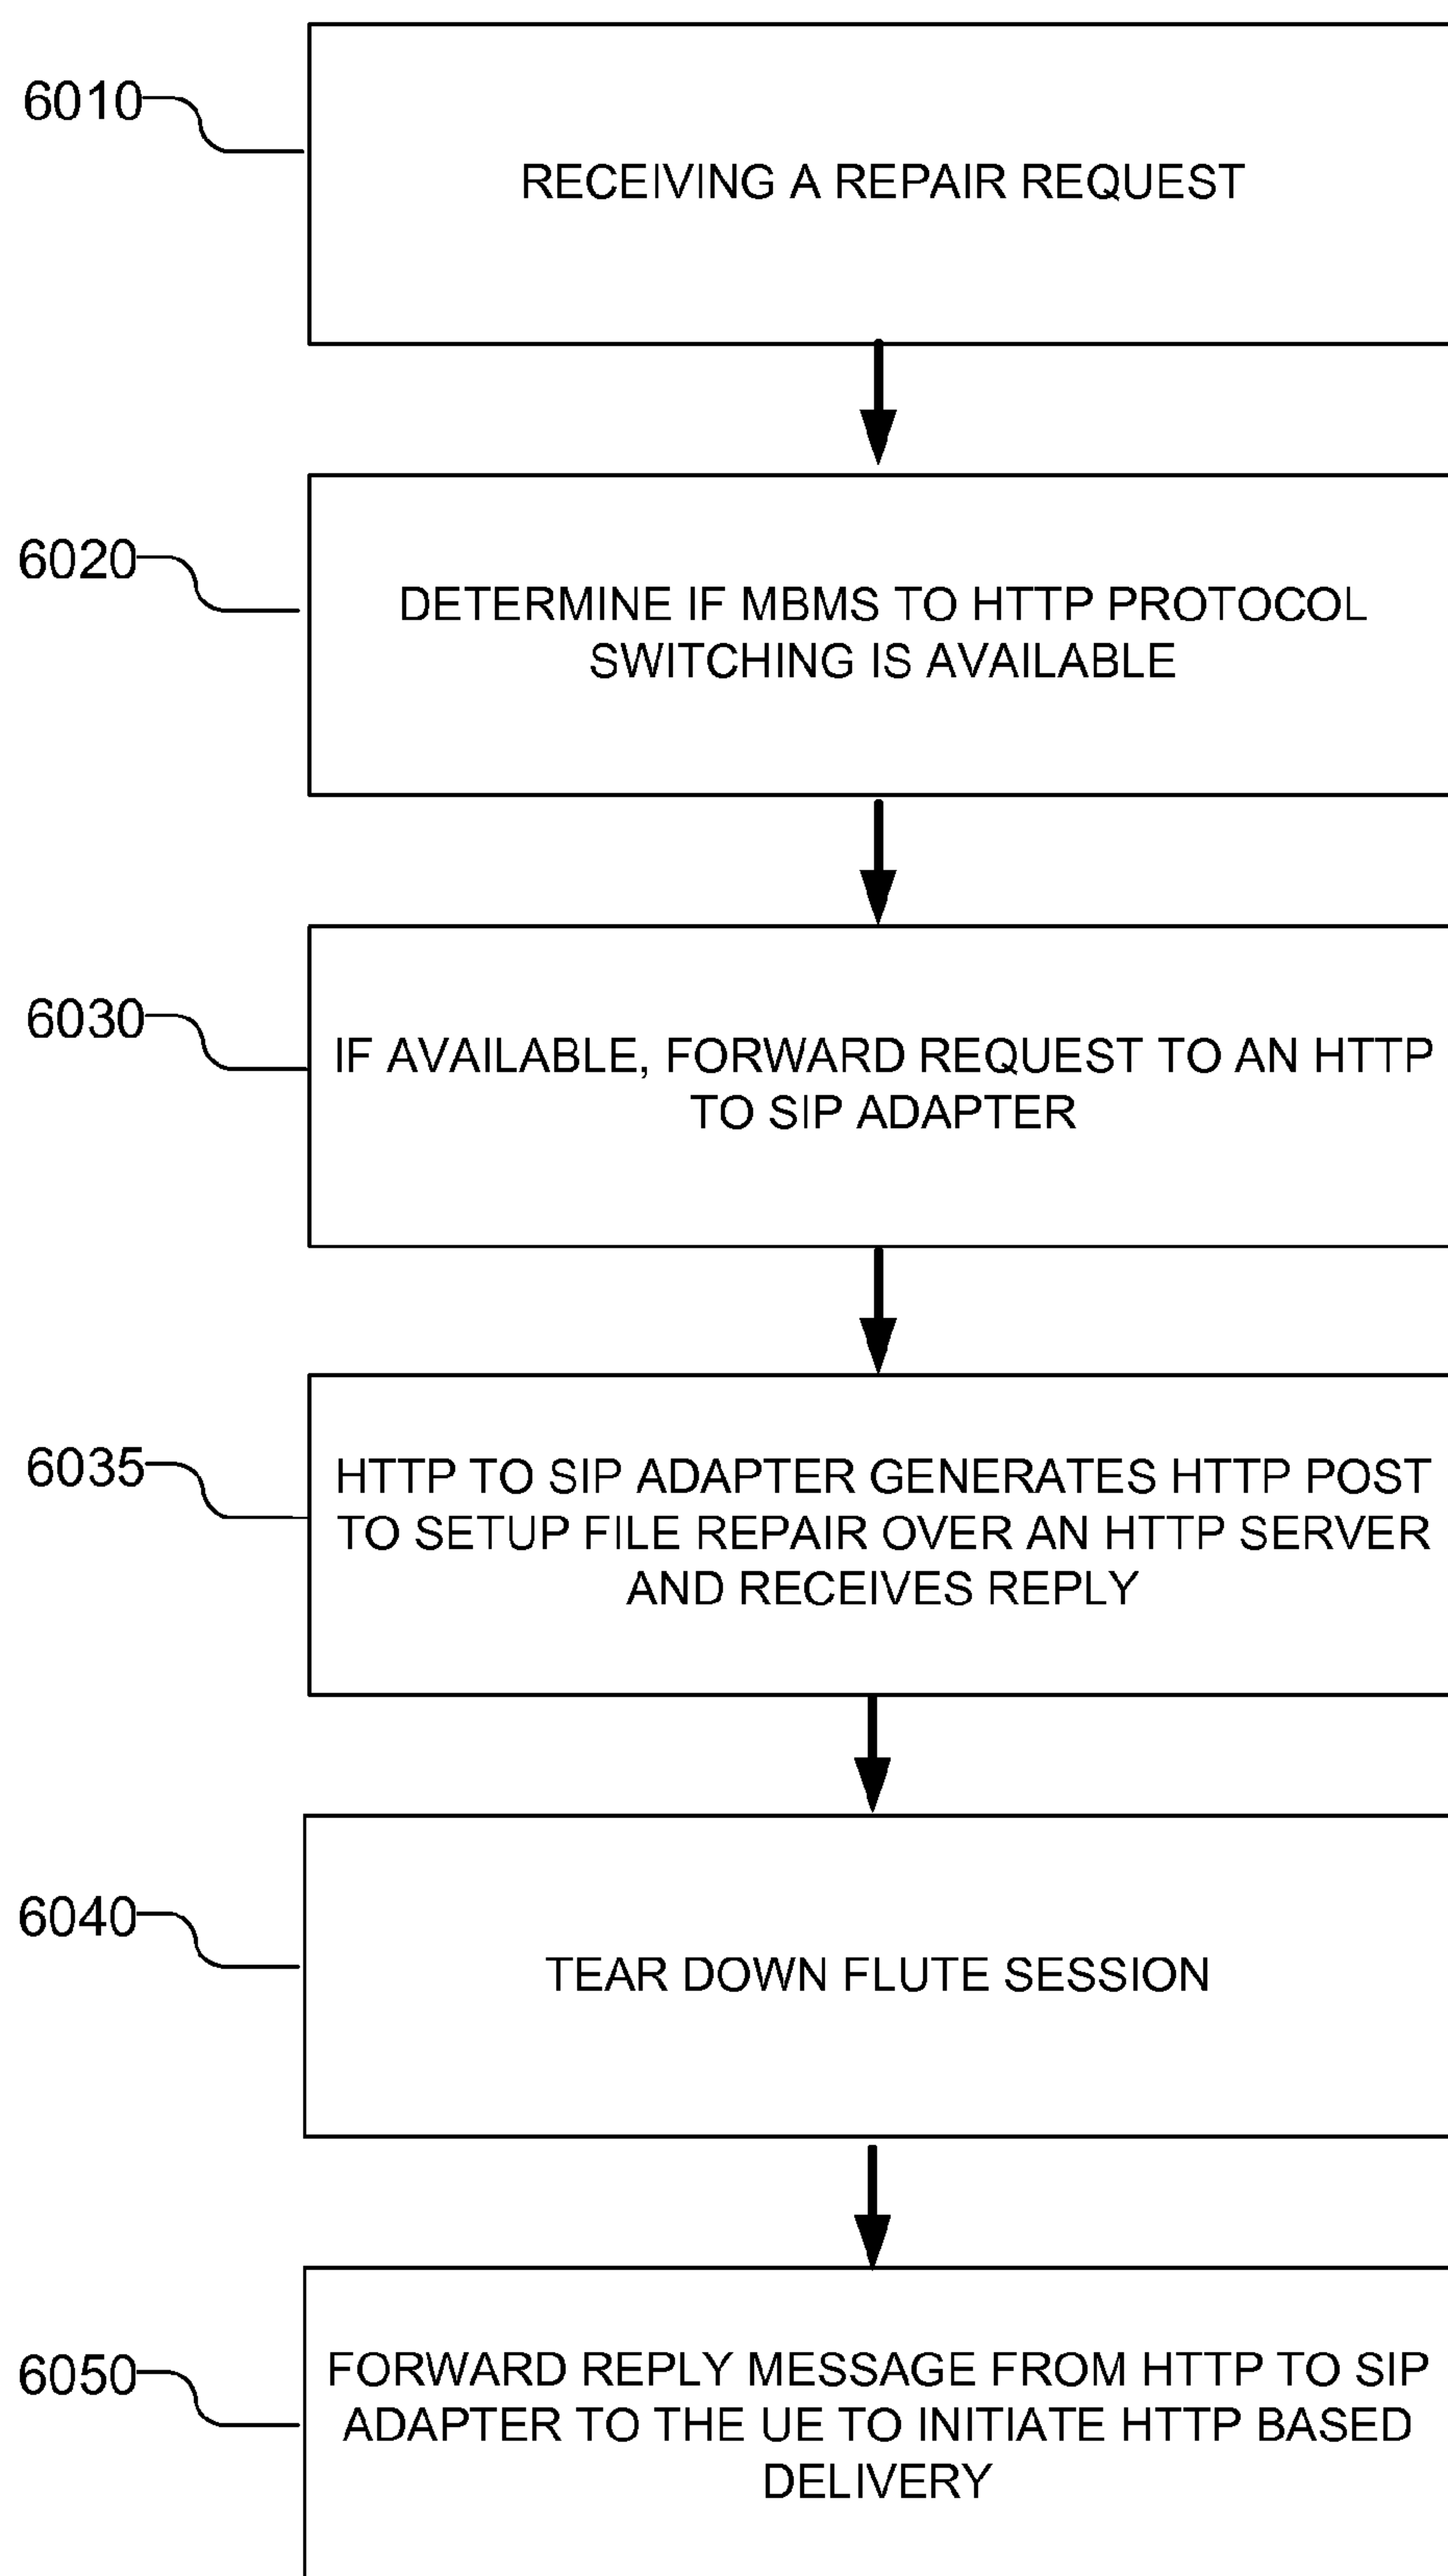 6010
RECEIVING A REPAIR REQUEST
6020
DETERMINE IF MBMS TO HTTP PROTOCOL
SWITCHING IS AVAILABLE
6030
IF AVAILABLE, FORWARD REQUEST TO AN HTTP
TO SIP ADAPTER
6035
HTTP TO SIP ADAPTER GENERATES HTTP POST
TO SETUP FILE REPAIR OVER AN HTTP SERVER
AND RECEIVES REPLY
6040
TEAR DOWN FLUTE SESSION
6050
FORWARD REPLY MESSAGE FROM HTTP TO SIP
ADAPTER TO THE UE TO INITIATE HTTP BASED
DELIVERY